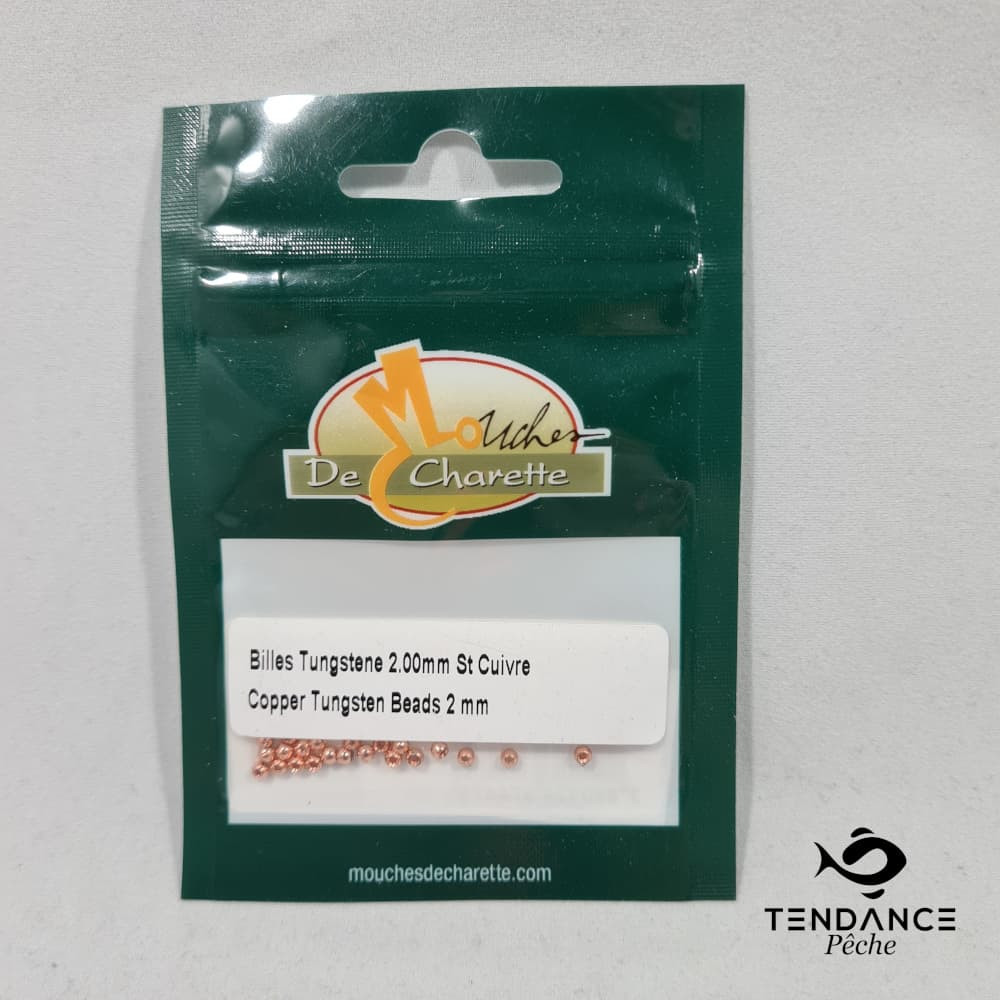 Mouches
De Charette
Billes Tungstene 2.00mm St Cuivre
Copper Tungsten Beads 2 mm
mouchesdecharette.com
TENDANCE
Pêche